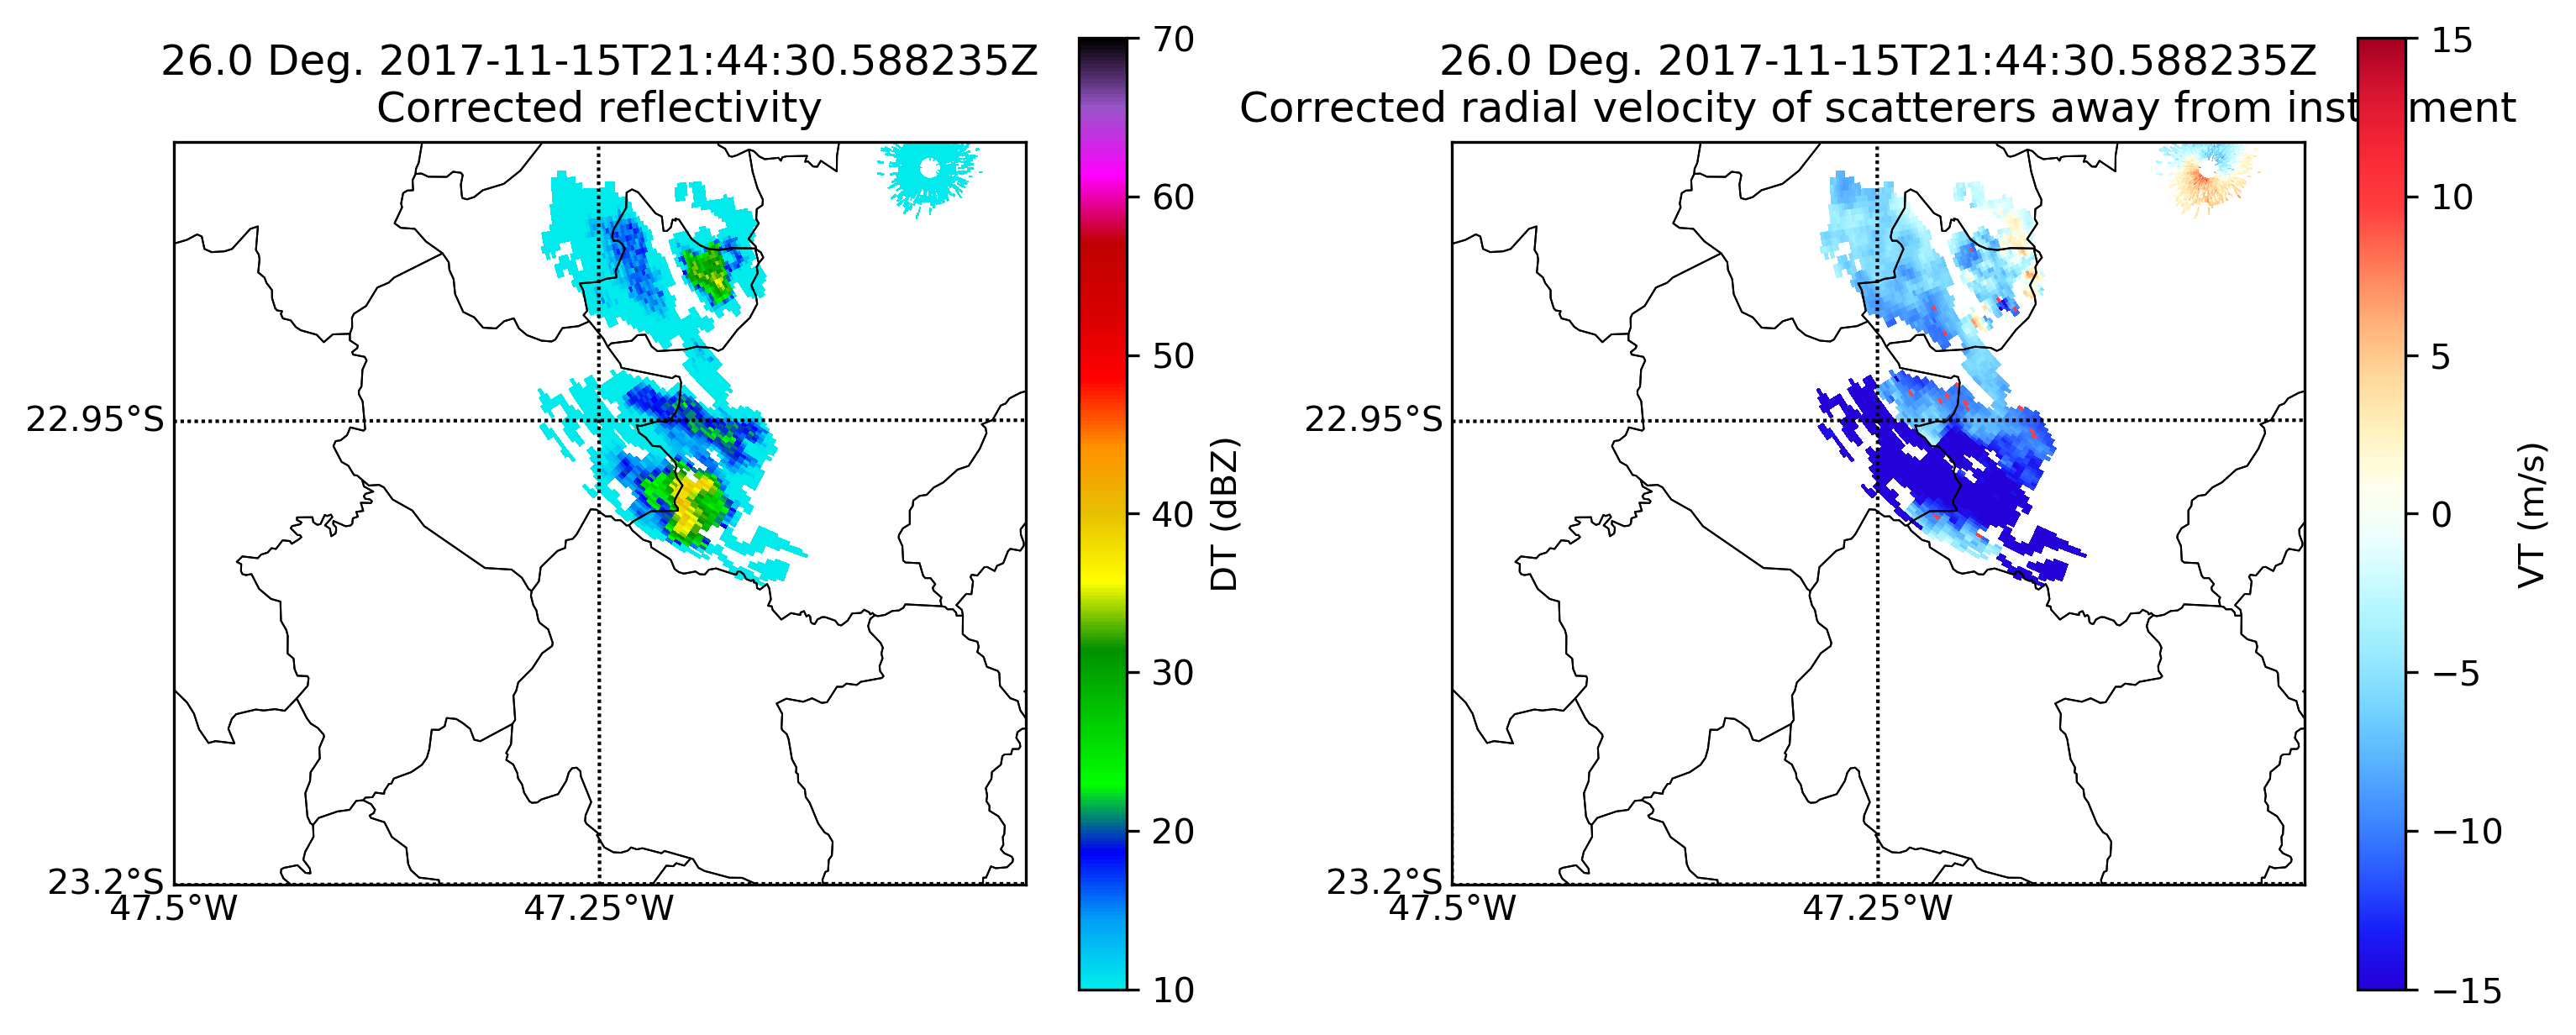 26.0 Deg. 2017-11-15T21:44:30.588235Z
Corrected reflectivity
22.95°S
23.2°S
47.5°W
47.25°W
70
60
50
40
30
20
10
DT (dBZ)
26.0 Deg. 2017-11-15T21:44:30.588235Z
Corrected radial velocity of scatterers away from inst ment
22.95°S
23.2°S
47.5°W
47.25°W
15
10
5
0
−5
−10
−15
VT (m/s)